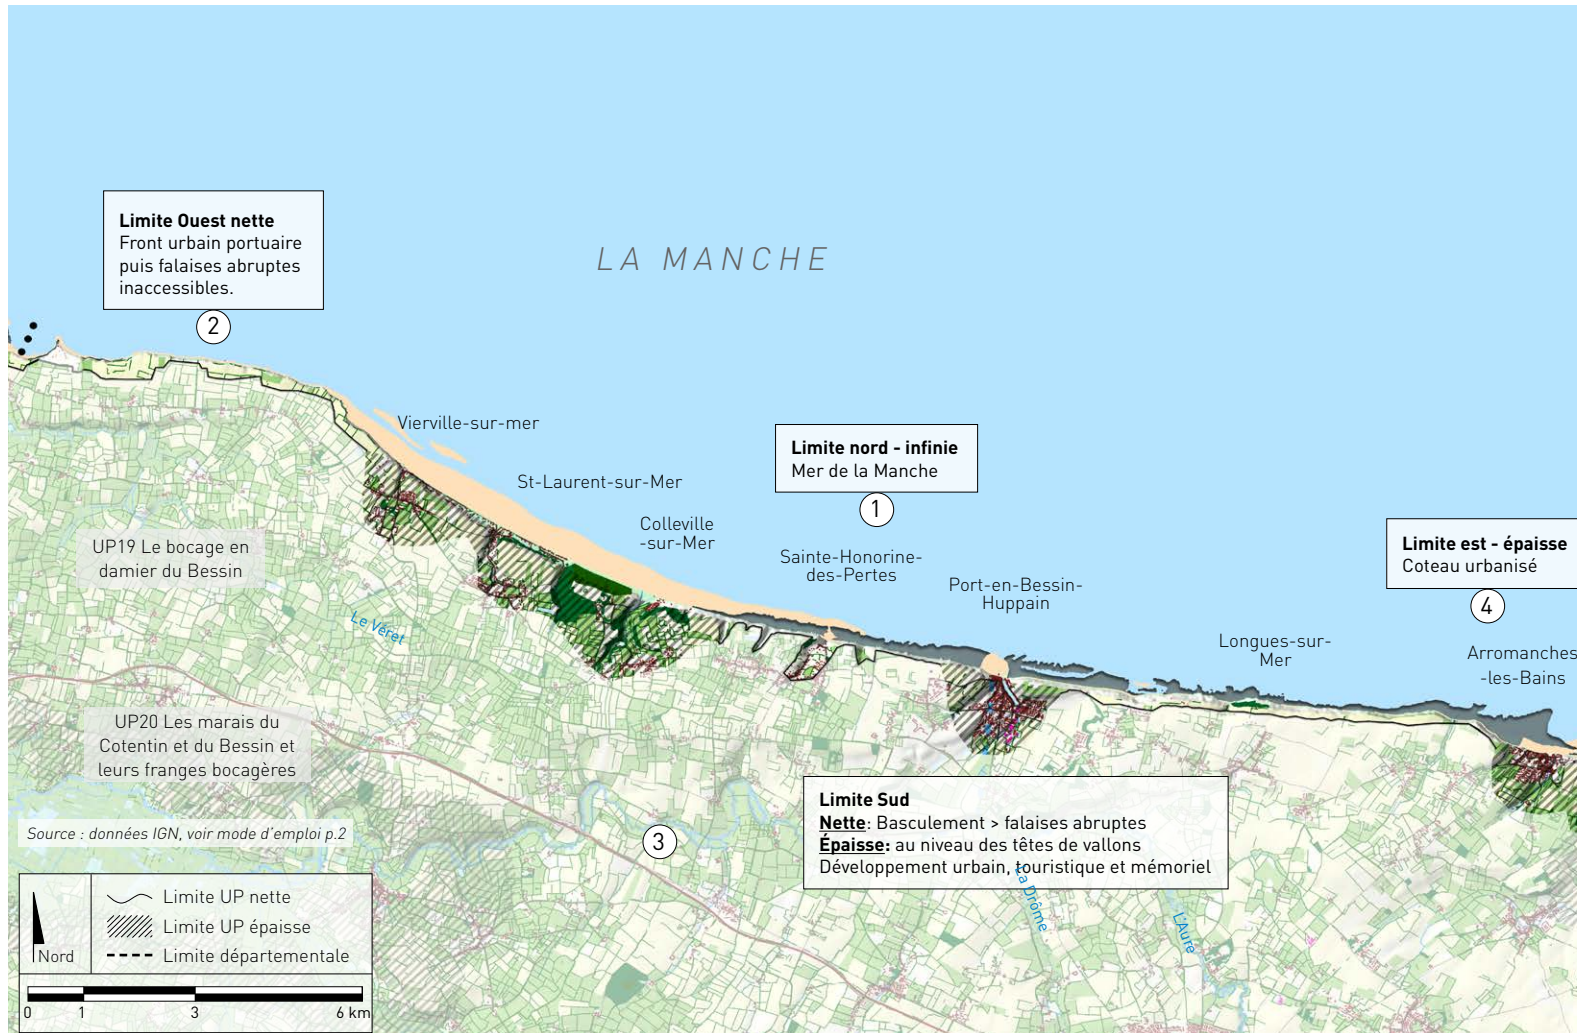 Limite Ouest nette
Front urbain portuaire
puis falaises abruptes
inaccessibles.
2
LA MANCHE
Vierville-sur-mer
St-Laurent-sur-Mer
Colleville
-sur-Mer
Limite nord - infinie
Mer de la Manche
1
Sainte-Honorine-
des-Pertes
Port-en-Bessin-
Huppain
Limite est - épaisse
Coteau urbanisé
4
Longues-sur-
Mer
Arromanches
-les-Bains
UP19 Le bocage en
damier du Bessin
Le Véret
UP20 Les marais du
Cotentin et du Bessin et
leurs franges bocagères
Source : données IGN, voir mode d'emploi p.2
3
Limite Sud
Nette: Basculement > falaises abruptes
Épaisse: au niveau des têtes de vallons
Développement urbain, touristique et mémoriel
La Drôme
L'Aure
Nord
Limite UP nette
Limite UP épaisse
Limite départementale
0 1 3 6 km